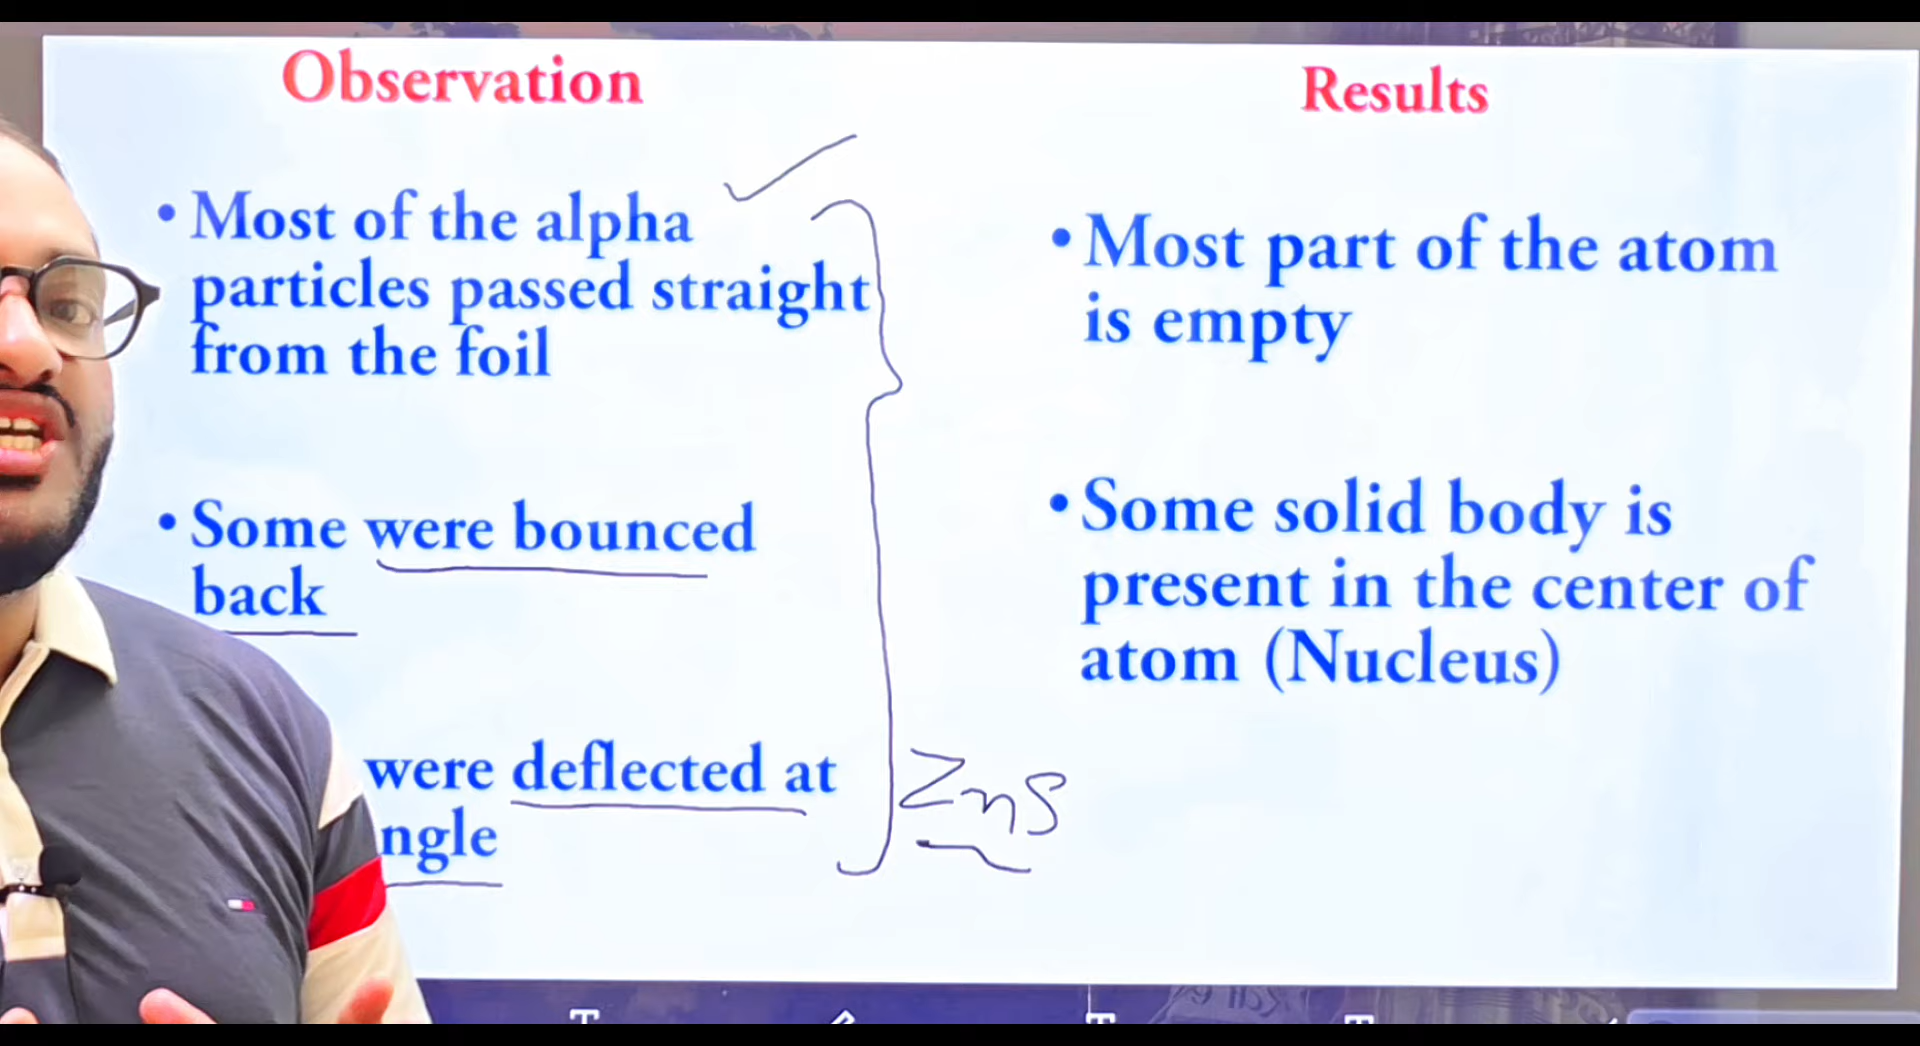 Observation
• Most of the alpha
particles passed straight
from the foil
• Some were bounced
back
were deflected at
ngle
ZnS
Results
• Most part of the atom
is empty
• Some solid body is
present in the center of
atom (Nucleus)